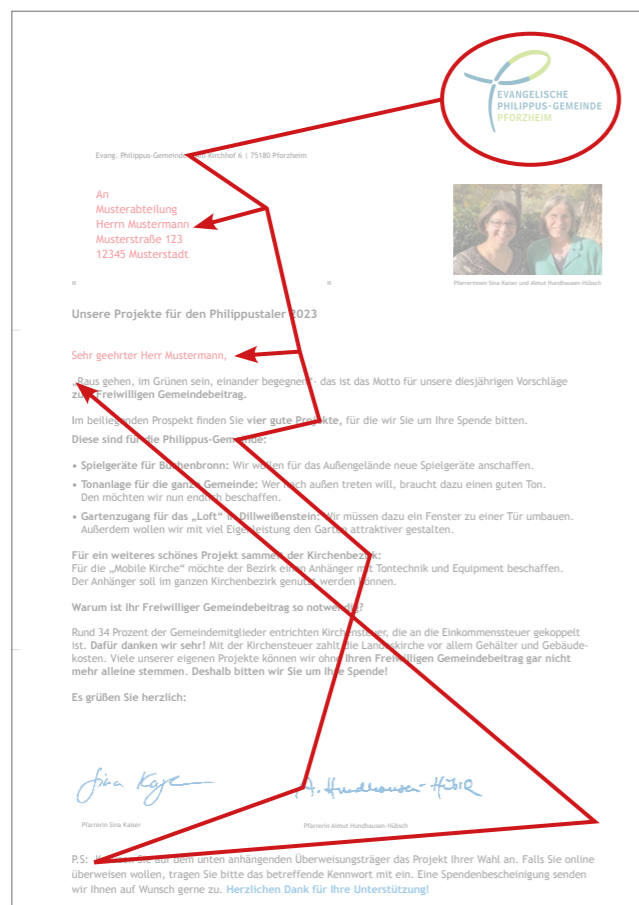 EVANGELISCHE
PHILIPPUS-GEMEINDE
PFORZHEIM
Evang. Philippus-Gemeinde Kirchhof 6 | 75180 Pforzheim
An
Musterabteilung
Herrn Mustermann
Musterstraße 123
12345 Musterstadt
Pfarrerinnen Sina Kaiser und Almut Hundhausen-Hübsch
Unsere Projekte für den Philippustaler 2023
Sehr geehrter Herr Mustermann,
„Raus gehen, im Grünen sein, einander begegnen“- das ist das Motto für unsere diesjährigen Vorschläge
zum Freiwilligen Gemeindebeitrag.
Im beiliegenden Prospekt finden Sie vier gute Projekte, für die wir Sie um Ihre Spende bitten.
Diese sind für die Philippus-Gemeinde:
• Spielgeräte für Büchenbronn: Wir wollen für das Außengelände neue Spielgeräte anschaffen.
• Tonanlage für die ganze Gemeinde: Wer nach außen treten will, braucht dazu einen guten Ton.
Den möchten wir nun endlich beschaffen.
• Gartenzugang für das „Loft“ in Dillweißenstein: Wir müssen dazu ein Fenster zu einer Tür umbauen.
Außerdem wollen wir mit viel Eigenleistung den Garten attraktiver gestalten.
Für ein weiteres schönes Projekt sammelt der Kirchenbezirk:
Für die „Mobile Kirche“ möchte der Bezirk einen Anhänger mit Tontechnik und Equipment beschaffen.
Der Anhänger soll im ganzen Kirchenbezirk genutzt werden können.
Warum ist Ihr Freiwilliger Gemeindebeitrag so notwendig?
Rund 34 Prozent der Gemeindemitglieder entrichten Kirchensteuer, die an die Einkommenssteuer gekoppelt
ist. Dafür danken wir sehr! Mit der Kirchensteuer zahlt die Landeskirche vor allem Gehälter und Gebäude-
kosten. Viele unserer eigenen Projekte können wir ohne Ihren Freiwilligen Gemeindebeitrag gar nicht
mehr alleine stemmen. Deshalb bitten wir Sie um Ihre Spende!
Es grüßen Sie herzlich:
Sina Kaiser A. Hundhausen-Hübsch
Pfarrerin Sina Kaiser Pfarrerin Almut Hundhausen-Hübsch
P.S: Sie auf dem unten anhängenden Überweisungsträger das Projekt Ihrer Wahl an. Falls Sie online
überweisen wollen, tragen Sie bitte das betreffende Kennwort mit ein. Eine Spendenbescheinigung senden
wir Ihnen auf Wunsch gerne zu. Herzlichen Dank für Ihre Unterstützung!